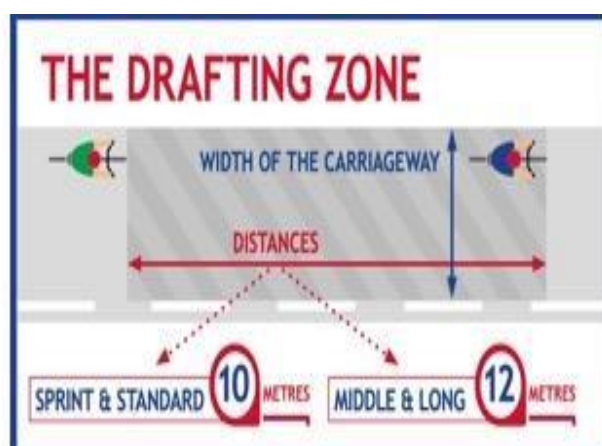 THE DRAFTING ZONE
WIDTH OF THE CARRIAGEWAY
DISTANCES
SPRINT & STANDARD 10 METRES MIDDLE & LONG 12 METRES